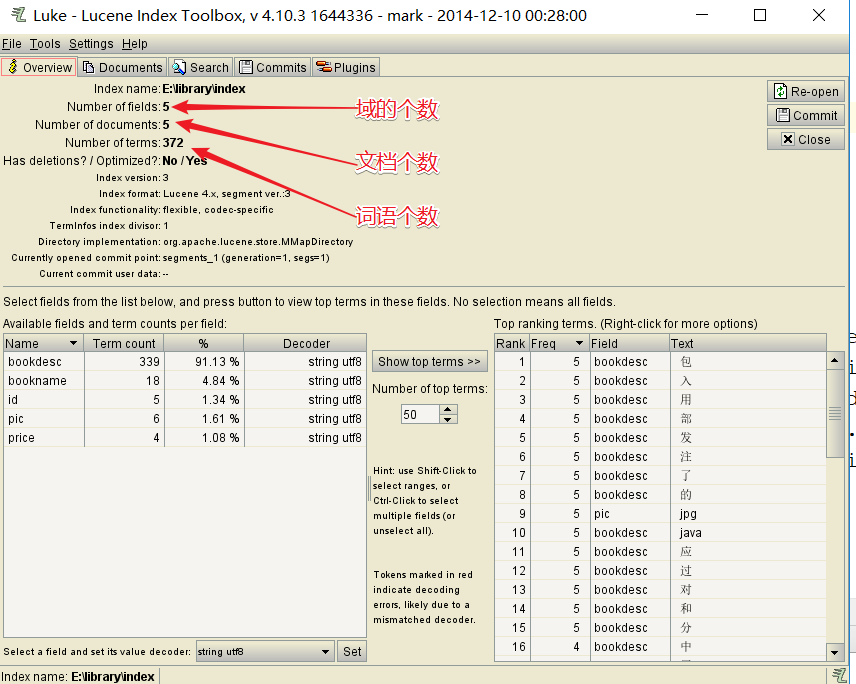 Luke - Lucene Index Toolbox, v 4.10.3 1644336 - mark - 2014-12-10 00:28:00
File Tools Settings Help
Overview Documents Search Commits Plugins
Index name: E:\library\index
Number of fields: 5
域的个数
Number of documents: 5
文档个数
Number of terms: 372
词语个数
Has deletions? / Optimized?: No / Yes
Index version: 3
Index format: Lucene 4.x, segment ver.:3
Index functionality: flexible, codec-specific
TermInfos index divisor: 1
Directory implementation: org.apache.lucene.store.MMapDirectory
Currently opened commit point: segments_1 (generation=1, segs=1)
Current commit user data: --
Re-open
Commit
Close
Select fields from the list below, and press button to view top terms in these fields. No selection means all fields.
Available fields and term counts per field:
Name Term count % Decoder
bookdesc 339 91.13 % string utf8
bookname 18 4.84 % string utf8
id 5 1.34 % string utf8
pic 6 1.61 % string utf8
price 4 1.08 % string utf8
Show top terms >>
Number of top terms:
50
Hint: use Shift-Click to
select ranges, or
Ctrl-Click to select
multiple fields (or
unselect all).
Tokens marked in red
indicate decoding
errors, likely due to a
mismatched decoder.
Top ranking terms. (Right-click for more options)
Rank Freq Field Text
1 5 bookdesc 包
2 5 bookdesc 入
3 5 bookdesc 用
4 5 bookdesc 部
5 5 bookdesc 发
6 5 bookdesc 注
7 5 bookdesc 了
8 5 bookdesc 的
9 5 pic jpg
10 5 bookdesc java
11 5 bookdesc 应
12 5 bookdesc 过
13 5 bookdesc 对
14 5 bookdesc 和
15 5 bookdesc 分
16 4 bookdesc 中
Select a field and set its value decoder: string utf8 Set
Index name: E:\library\index